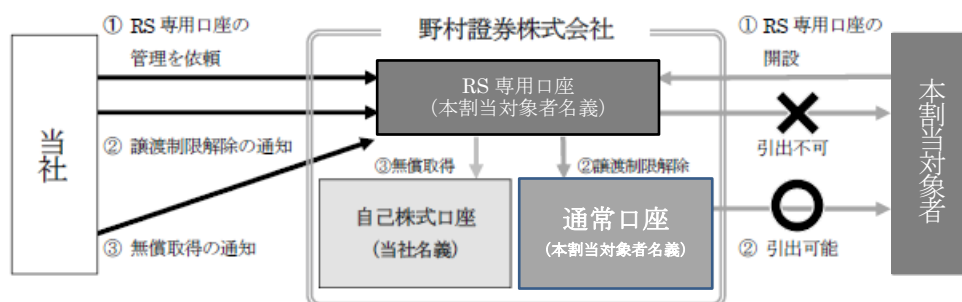 ① RS 専用口座の
管理を依頼
野村證券株式会社
① RS 専用口座の
開設
当社
RS 専用口座
(本割当対象者名義)
本割当対象者
② 譲渡制限解除の通知
引出不可
③無償取得
②譲渡制限解除
自己株式口座
(当社名義)
通常口座
(本割当対象者名義)
③ 無償取得の通知
② 引出可能